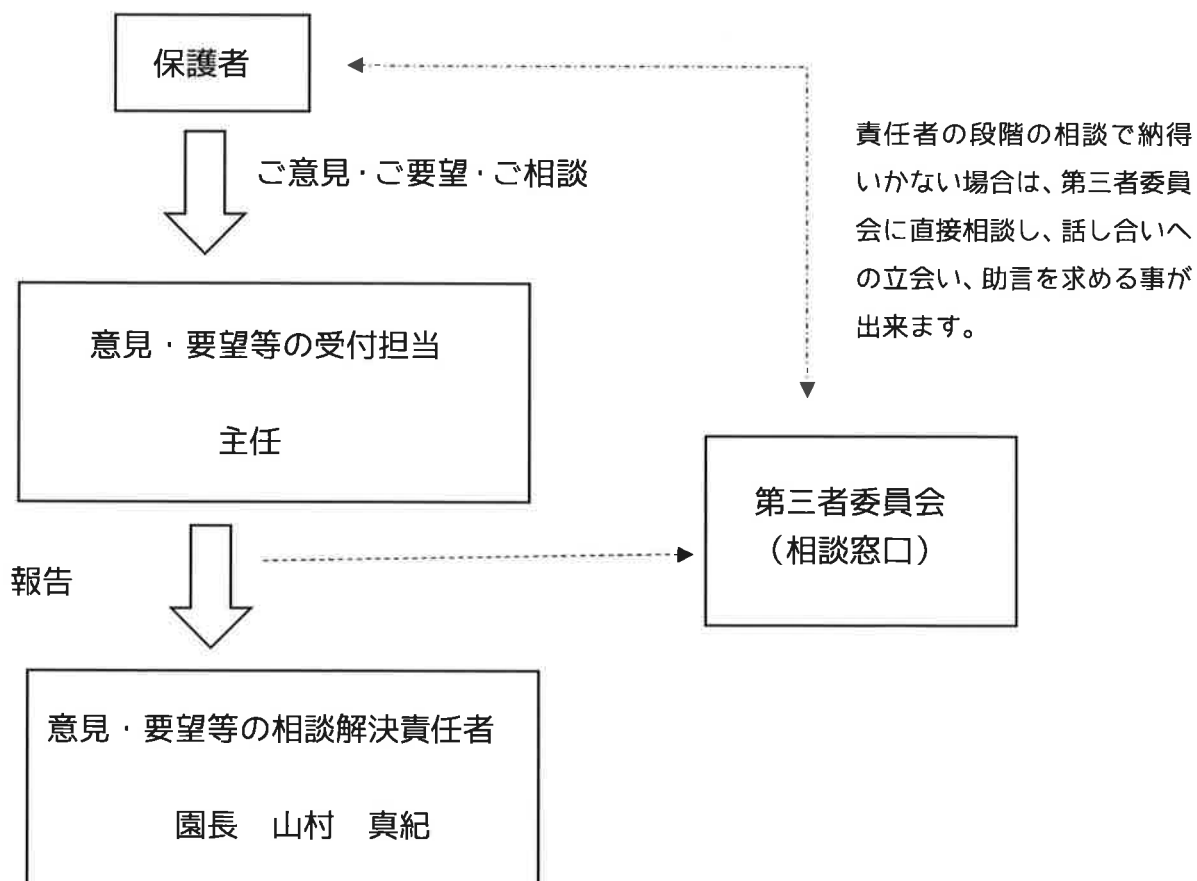 保護者
ご意見・ご要望・ご相談
責任者の段階の相談で納得
いかない場合は、第三者委員
会に直接相談し、話し合いへ
の立会い、助言を求める事が
出来ます。
意見・要望等の受付担当
主任
第三者委員会
（相談窓口）
報告
意見・要望等の相談解決責任者
園長　山村　真紀